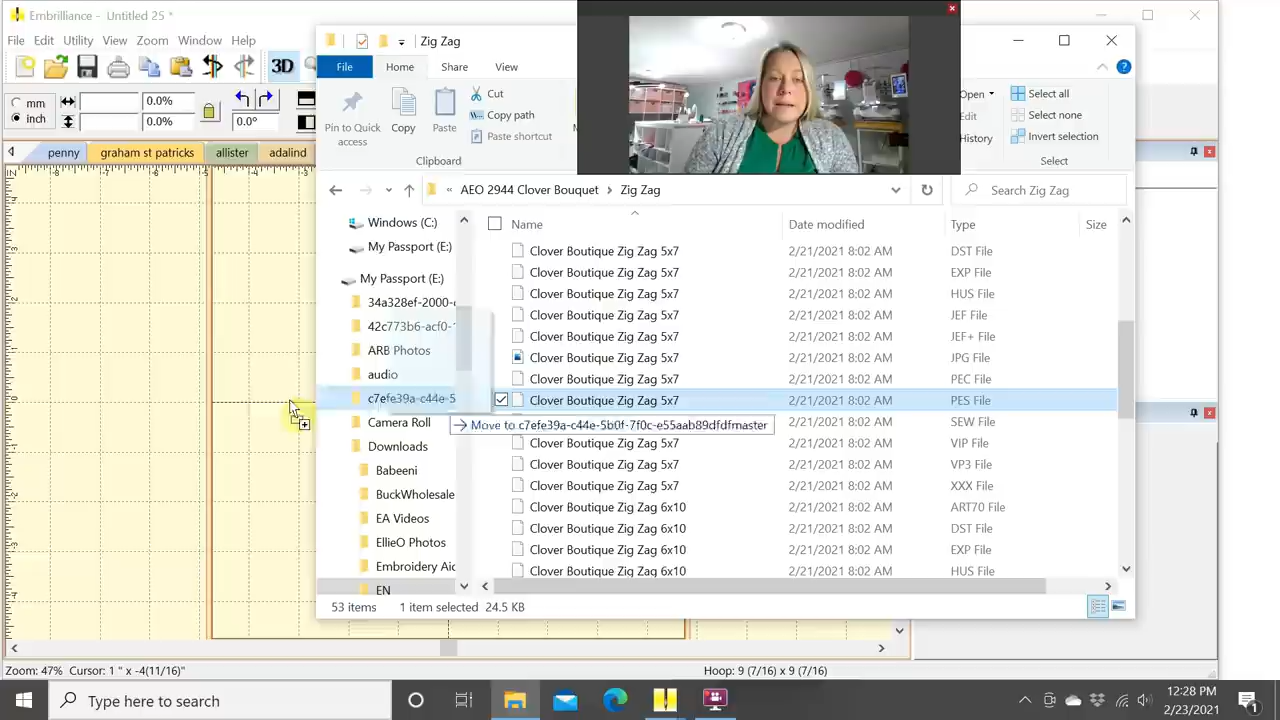 Embrilliance - Untitled 25 *
File Edit Utility View Zoom Window Help
3D
mm
inch
0.0%
0.0%
0.0°
penny graham st patricks allister adalind
IN
Zig Zag
File Home Share View
Pin to Quick access
Copy
Paste
Cut
Copy path
Paste shortcut
Clipboard
Open
Edit
History
Select all
Select none
Invert selection
Select
« AEO 2944 Clover Bouquet > Zig Zag
Search Zig Zag
Name Date modified Type Size
Windows (C:)
My Passport (E:)
My Passport (E:)
34a328ef-2000-
42c773b6-acf0-
ARB Photos
audio
c7efe39a-c44e-5
Camera Roll
Downloads
Babeeni
BuckWholesale
EA Videos
EllieO Photos
Embroidery Aid
EN
Clover Boutique Zig Zag 5x7 2/21/2021 8:02 AM DST File
Clover Boutique Zig Zag 5x7 2/21/2021 8:02 AM EXP File
Clover Boutique Zig Zag 5x7 2/21/2021 8:02 AM HUS File
Clover Boutique Zig Zag 5x7 2/21/2021 8:02 AM JEF File
Clover Boutique Zig Zag 5x7 2/21/2021 8:02 AM JEF+ File
Clover Boutique Zig Zag 5x7 2/21/2021 8:02 AM JPG File
Clover Boutique Zig Zag 5x7 2/21/2021 8:02 AM PEC File
Clover Boutique Zig Zag 5x7 2/21/2021 8:02 AM PES File
Move to c7efe39a-c44e-5b0f-7f0c-e55aab89dfdfmaster 2/21/2021 8:02 AM SEW File
Clover Boutique Zig Zag 5x7 2/21/2021 8:02 AM VIP File
Clover Boutique Zig Zag 5x7 2/21/2021 8:02 AM VP3 File
Clover Boutique Zig Zag 5x7 2/21/2021 8:02 AM XXX File
Clover Boutique Zig Zag 6x10 2/21/2021 8:02 AM ART70 File
Clover Boutique Zig Zag 6x10 2/21/2021 8:02 AM DST File
Clover Boutique Zig Zag 6x10 2/21/2021 8:02 AM EXP File
Clover Boutique Zig Zag 6x10 2/21/2021 8:02 AM HUS File
53 items 1 item selected 24.5 KB
Zoom: 47% Cursor: 1 " x -4(11/16)" Hoop: 9 (7/16) x 9 (7/16)
Type here to search
12:28 PM
2/23/2021
1